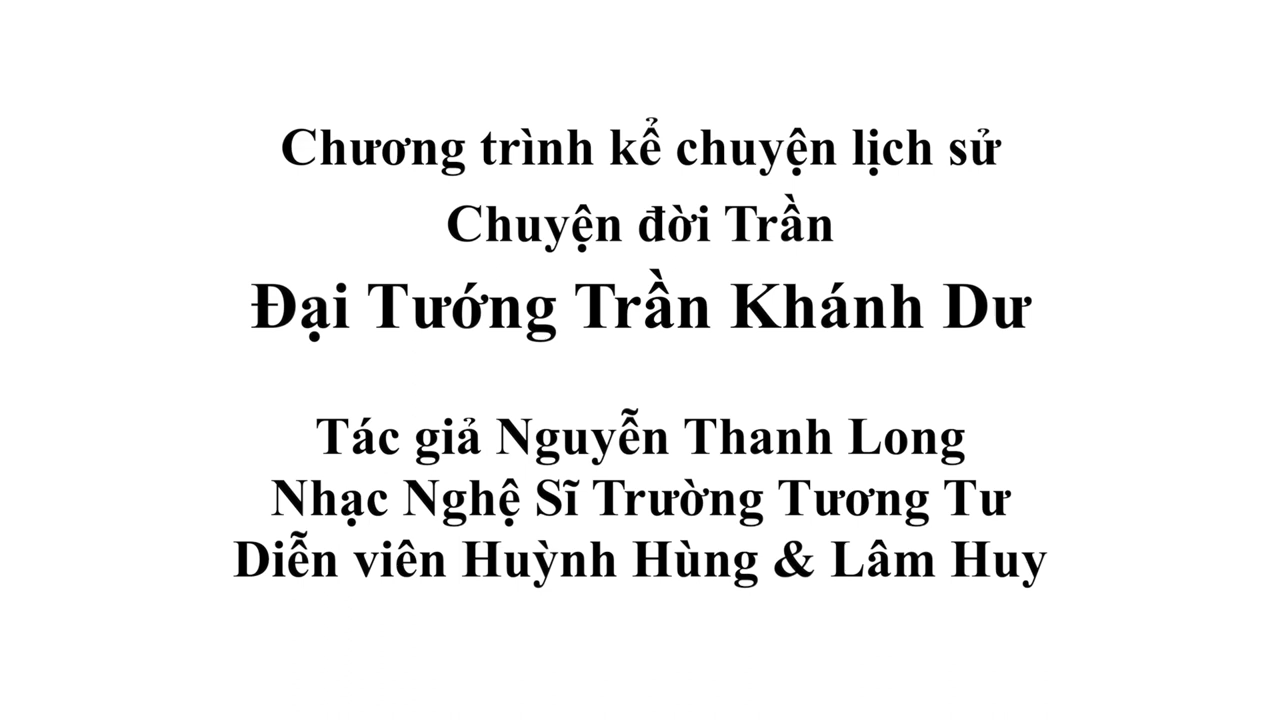 Chương trình kể chuyện lịch sử
Chuyện đời Trần
Đại Tướng Trần Khánh Dư
Tác giả Nguyễn Thanh Long
Nhạc Nghệ Sĩ Trường Tương Tư
Diễn viên Huỳnh Hùng & Lâm Huy